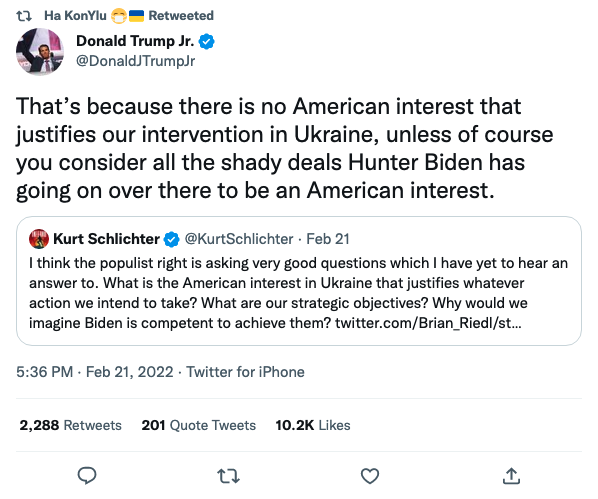 Ha KonYlu 😷🇺🇦 Retweeted
Donald Trump Jr.
@DonaldJTrumpJr
That’s because there is no American interest that
justifies our intervention in Ukraine, unless of course
you consider all the shady deals Hunter Biden has
going on over there to be an American interest.
Kurt Schlichter @KurtSchlichter · Feb 21
I think the populist right is asking very good questions which I have yet to hear an
answer to. What is the American interest in Ukraine that justifies whatever
action we intend to take? What are our strategic objectives? Why would we
imagine Biden is competent to achieve them? twitter.com/Brian_Riedl/st…
5:36 PM · Feb 21, 2022 · Twitter for iPhone
2,288 Retweets 201 Quote Tweets 10.2K Likes